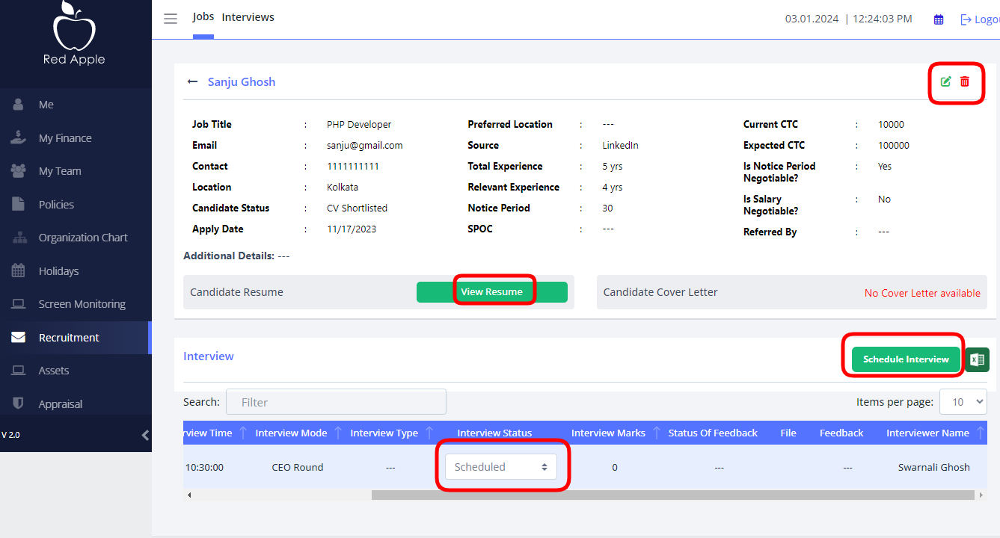 Red Apple
Me
My Finance
My Team
Policies
Organization Chart
Holidays
Screen Monitoring
Recruitment
Assets
Appraisal
V 2.0
Jobs Interviews
03.01.2024 | 12:24:03 PM
Logou
Sanju Ghosh
Job Title : PHP Developer
Email : sanju@gmail.com
Contact : 1111111111
Location : Kolkata
Candidate Status : CV Shortlisted
Apply Date : 11/17/2023
Preferred Location : ---
Source : LinkedIn
Total Experience : 5 yrs
Relevant Experience : 4 yrs
Notice Period : 30
SPOC : ---
Current CTC : 10000
Expected CTC : 100000
Is Notice Period : Yes
Negotiable?
Is Salary : No
Negotiable?
Referred By : ---
Additional Details: ---
Candidate Resume View Resume
Candidate Cover Letter No Cover Letter available
Interview
Schedule Interview
Search: Filter
Items per page: 10
rview Time Interview Mode Interview Type Interview Status Interview Marks Status Of Feedback File Feedback Interviewer Name
10:30:00 CEO Round --- Scheduled 0 --- --- Swarnali Ghosh